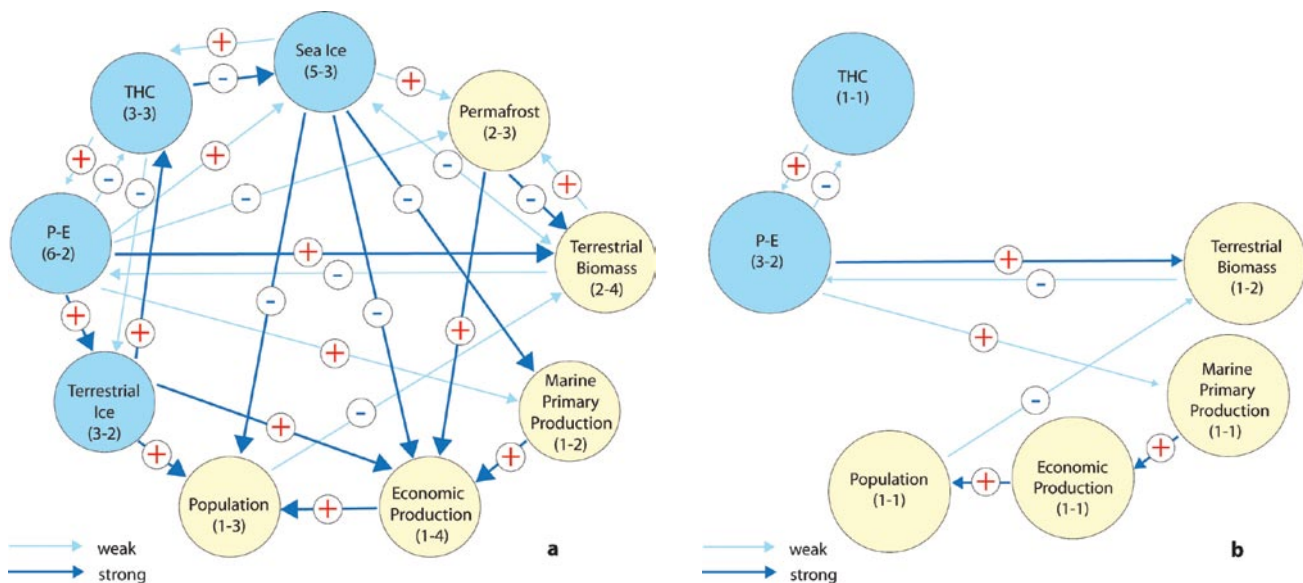 Sea Ice
(5-3)
THC
(3-3)
Permafrost
(2-3)
P-E
(6-2)
Terrestrial
Biomass
(2-4)
Terrestrial
Ice
(3-2)
Marine
Primary
Production
(1-2)
Population
(1-3)
Economic
Production
(1-4)
+
+
-
+
-
-
+
-
-
-
-
+
-
+
-
+
-
-
+
+
+
+
+
-
+
+
+
weak
strong
a
THC
(1-1)
P-E
(3-2)
Terrestrial
Biomass
(1-2)
Marine
Primary
Production
(1-1)
Population
(1-1)
Economic
Production
(1-1)
+
-
+
-
+
-
+
+
weak
strong
b